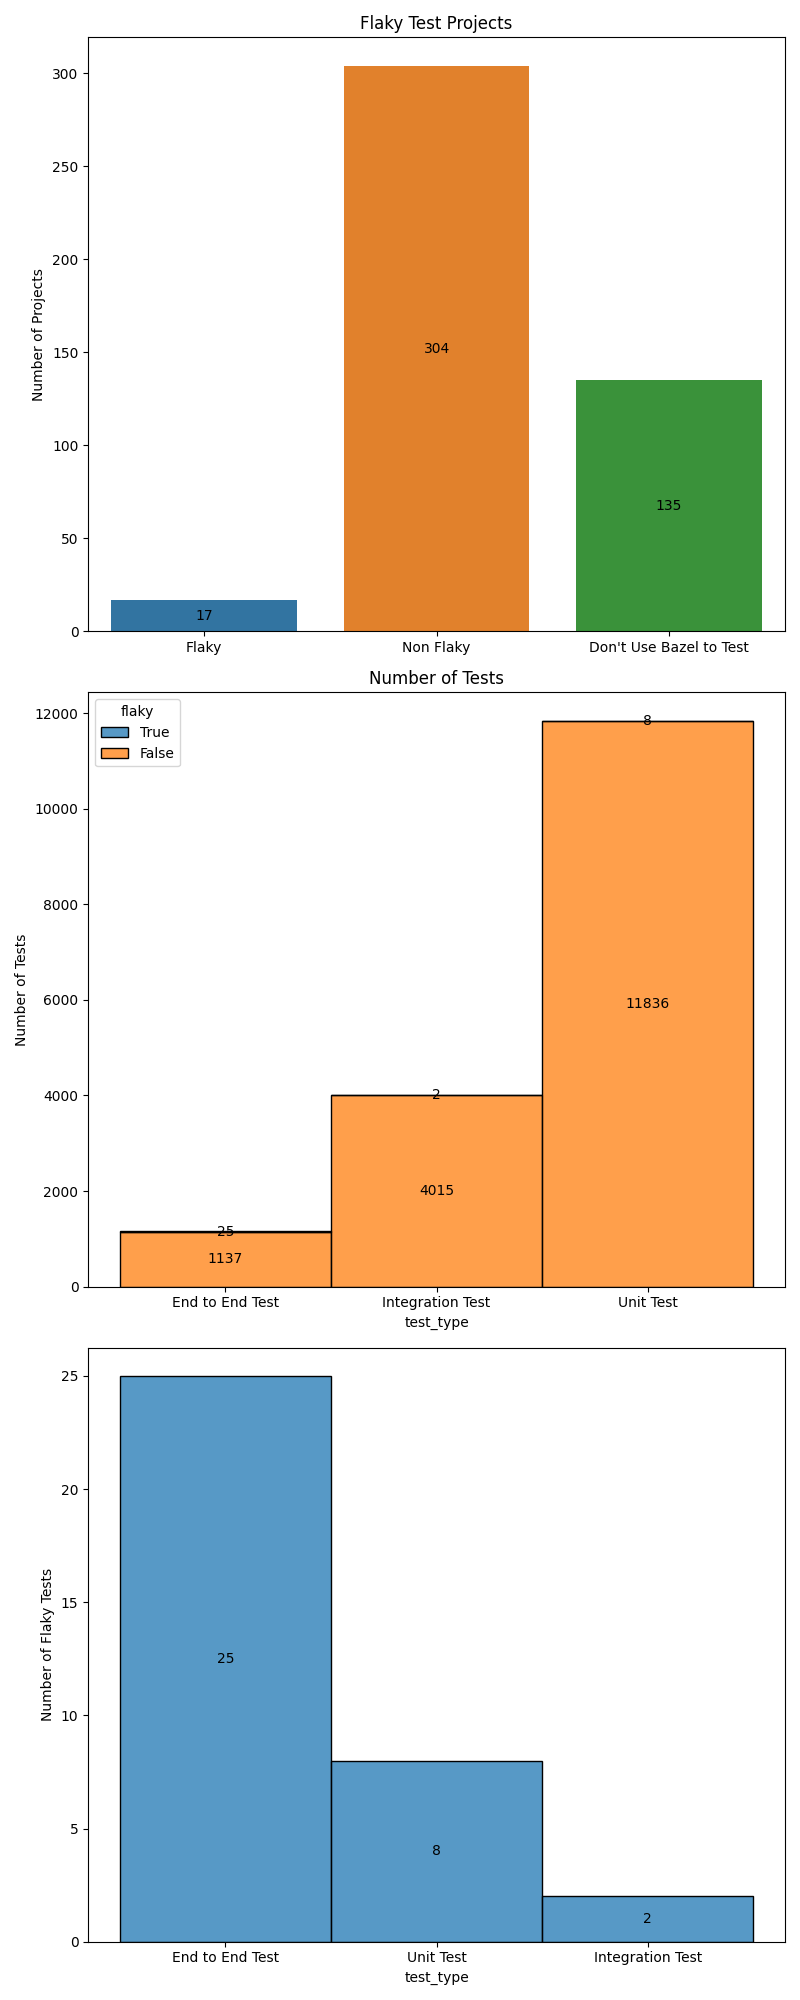 Flaky Test Projects
300
250
200
150
100
50
0
Number of Projects
304
135
17
Flaky
Non Flaky
Don't Use Bazel to Test
Number of Tests
flaky
True
False
12000
10000
8000
6000
4000
2000
0
Number of Tests
8
11836
2
4015
25
1137
End to End Test
Integration Test
Unit Test
test_type
25
20
15
10
5
0
Number of Flaky Tests
25
8
2
End to End Test
Unit Test
Integration Test
test_type